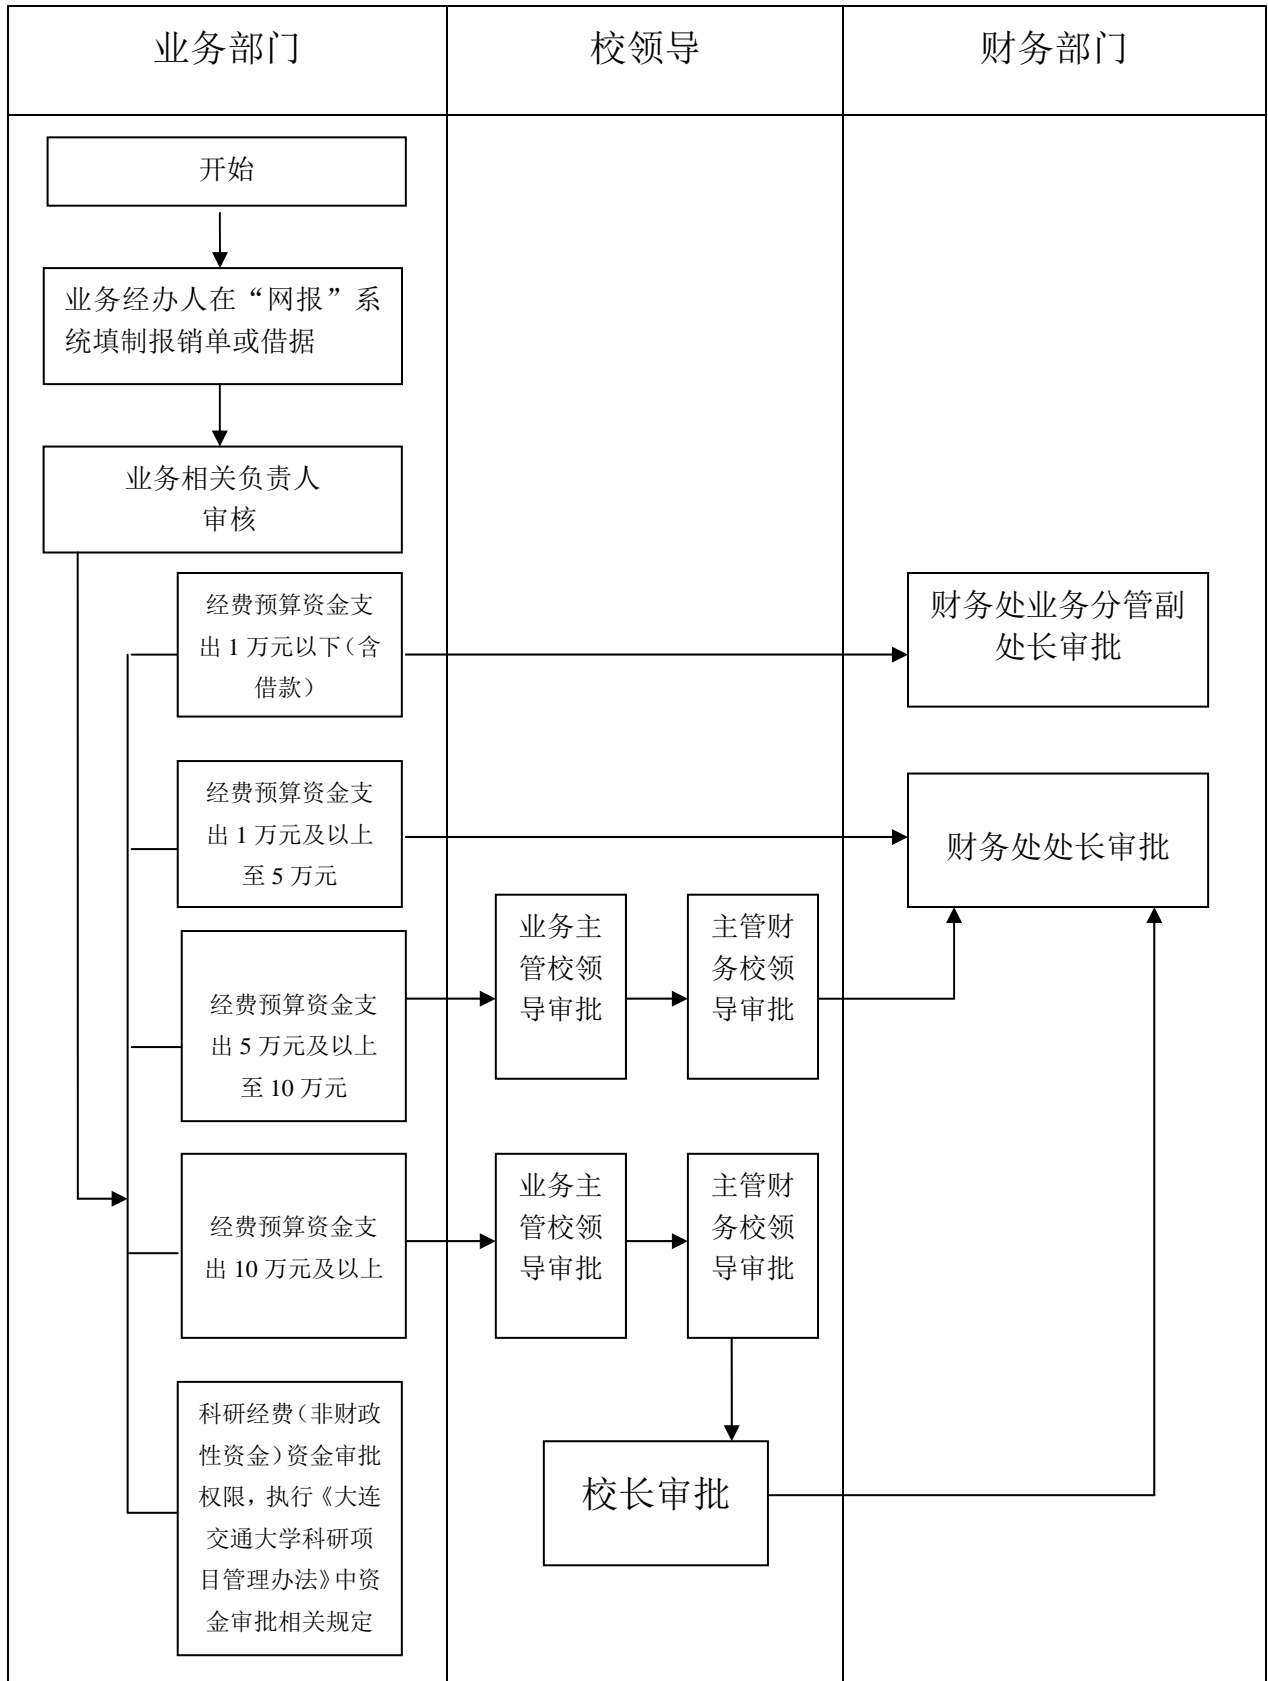 业务部门
校领导
财务部门
开始
业务经办人在“网报”系
统填制报销单或借据
业务相关负责人
审核
经费预算资金支
出 1 万元以下（含
借款）
财务处业务分管副
处长审批
经费预算资金支
出 1 万元及以上
至 5 万元
财务处处长审批
经费预算资金支
出 5 万元及以上
至 10 万元
业务主
管校领
导审批
主管财
务校领
导审批
经费预算资金支
出 10 万元及以上
业务主
管校领
导审批
主管财
务校领
导审批
校长审批
科研经费（非财政
性资金）资金审批
权限，执行《大连
交通大学科研项
目管理办法》中资
金审批相关规定